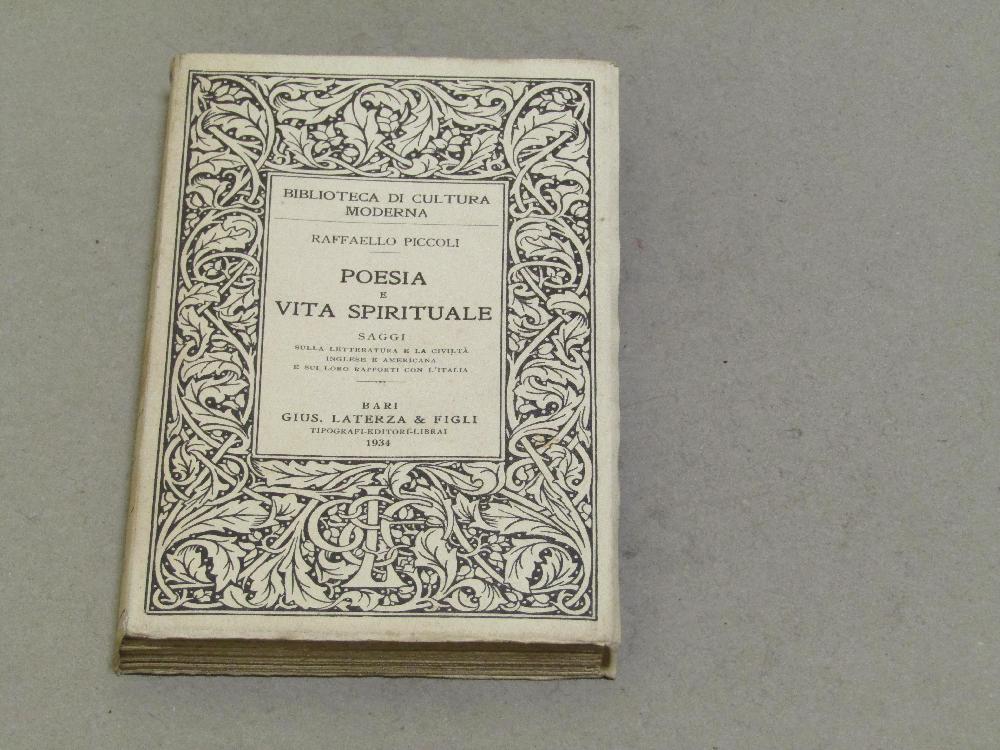 BIBLIOTECA DI CULTURA
MODERNA
RAFFAELLO PICCOLI
POESIA
E
VITA SPIRITUALE
SAGGI
SULLA LETTERATURA E LA CIVILTÀ
INGLESE E AMERICANA
E SUI LORO RAPPORTI CON L'ITALIA
BARI
GIUS. LATERZA & FIGLI
TIPOGRAFI-EDITORI-LIBRAI
1934